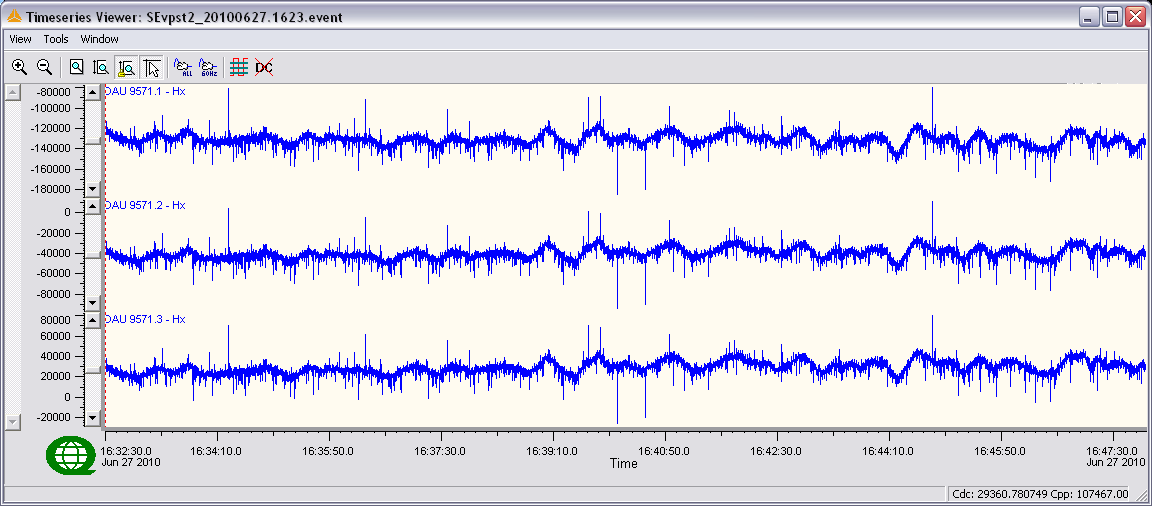 Timeseries Viewer: SEvpst2_20100627.1623.event
View Tools Window
ALL 60Hz DC
DAU 9571.1 - Hx
-80000
-100000
-120000
-140000
-160000
-180000
DAU 9571.2 - Hx
0
-20000
-40000
-60000
-80000
DAU 9571.3 - Hx
80000
60000
40000
20000
0
-20000
16:32:30.0 16:34:10.0 16:35:50.0 16:37:30.0 16:39:10.0 16:40:50.0 16:42:30.0 16:44:10.0 16:45:50.0 16:47:30.0
Jun 27 2010 Time Jun 27 2010
Cdc: 29360.780749 Cpp: 107467.00